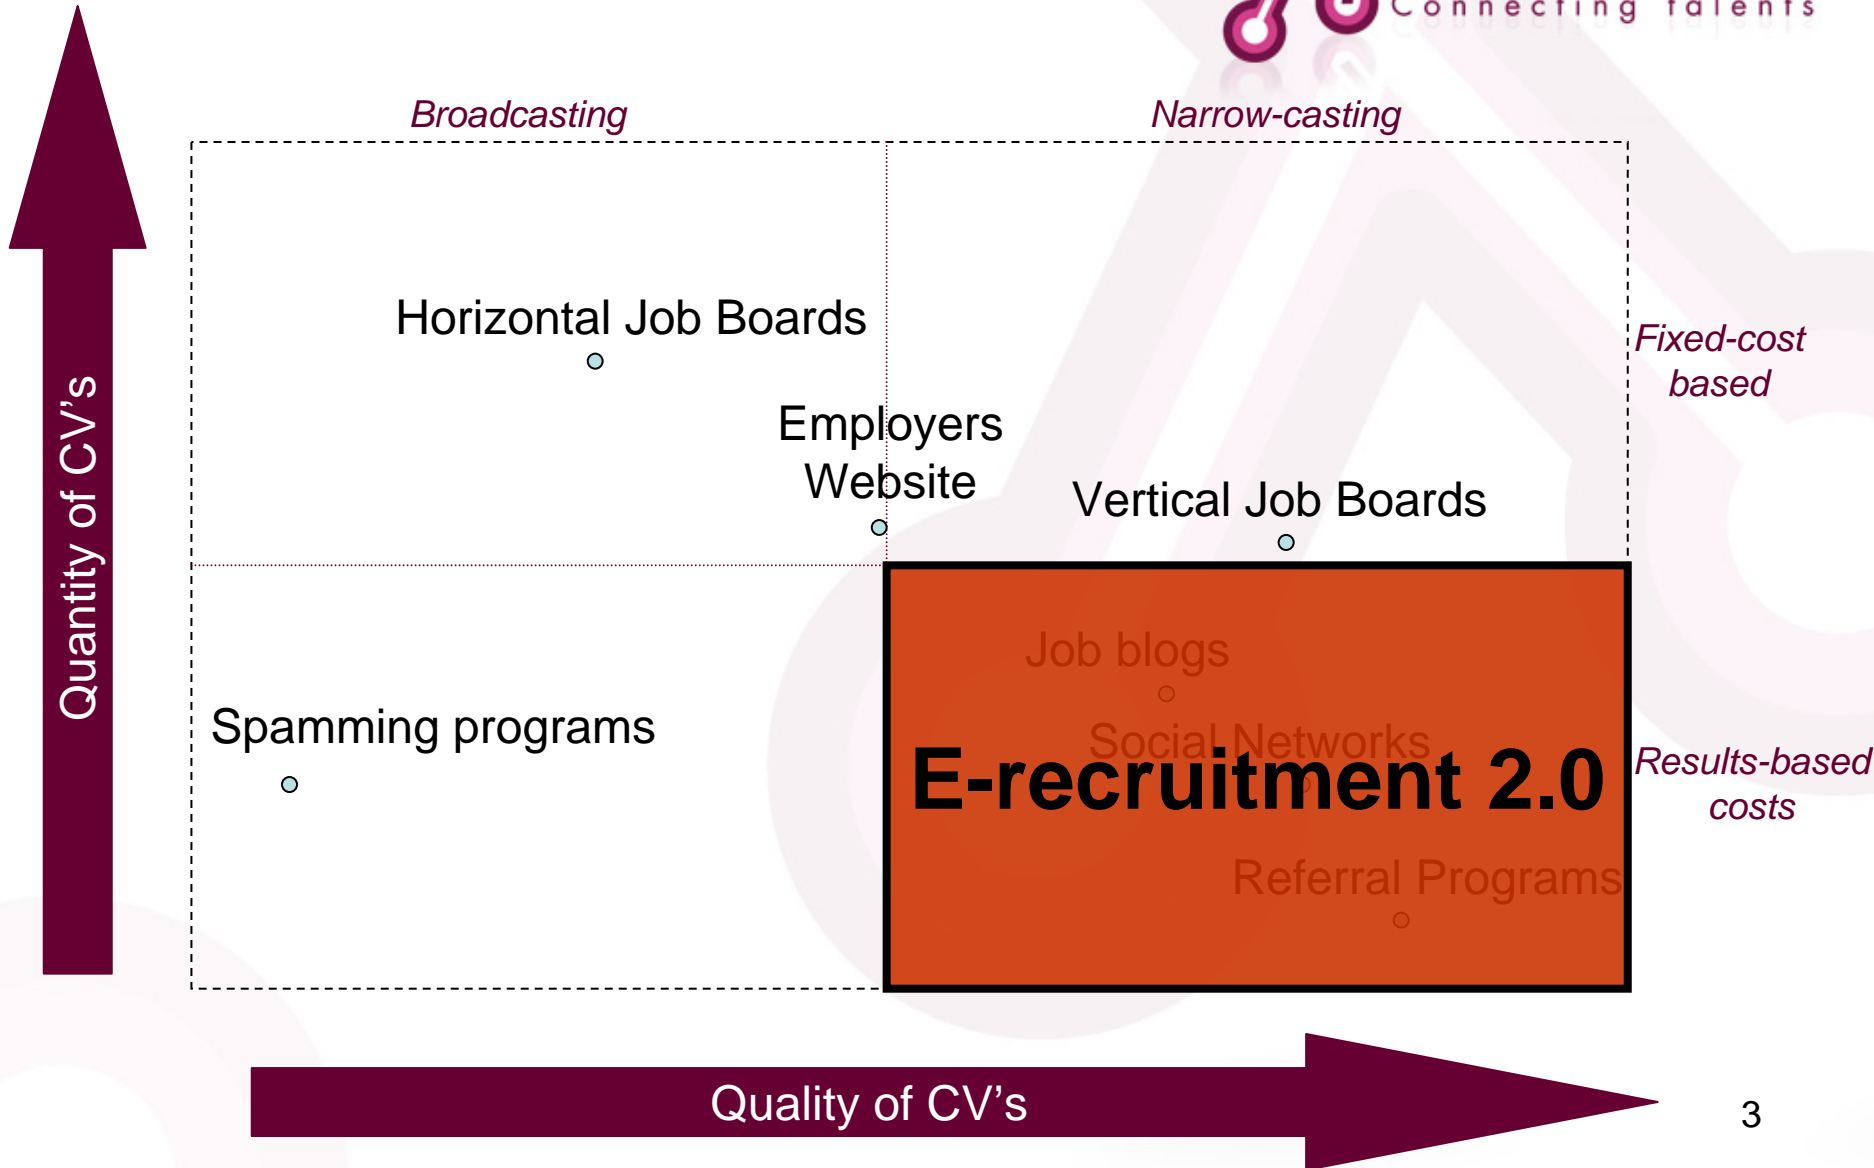 Connecting Talents
Broadcasting
Narrow-casting
Horizontal Job Boards
Fixed-cost
based
Employers
Website
Vertical Job Boards
Quantity of CV's
Job blogs
Spamming programs
Social Networks
E-recruitment 2.0
Results-based
costs
Referral Programs
Quality of CV's
3